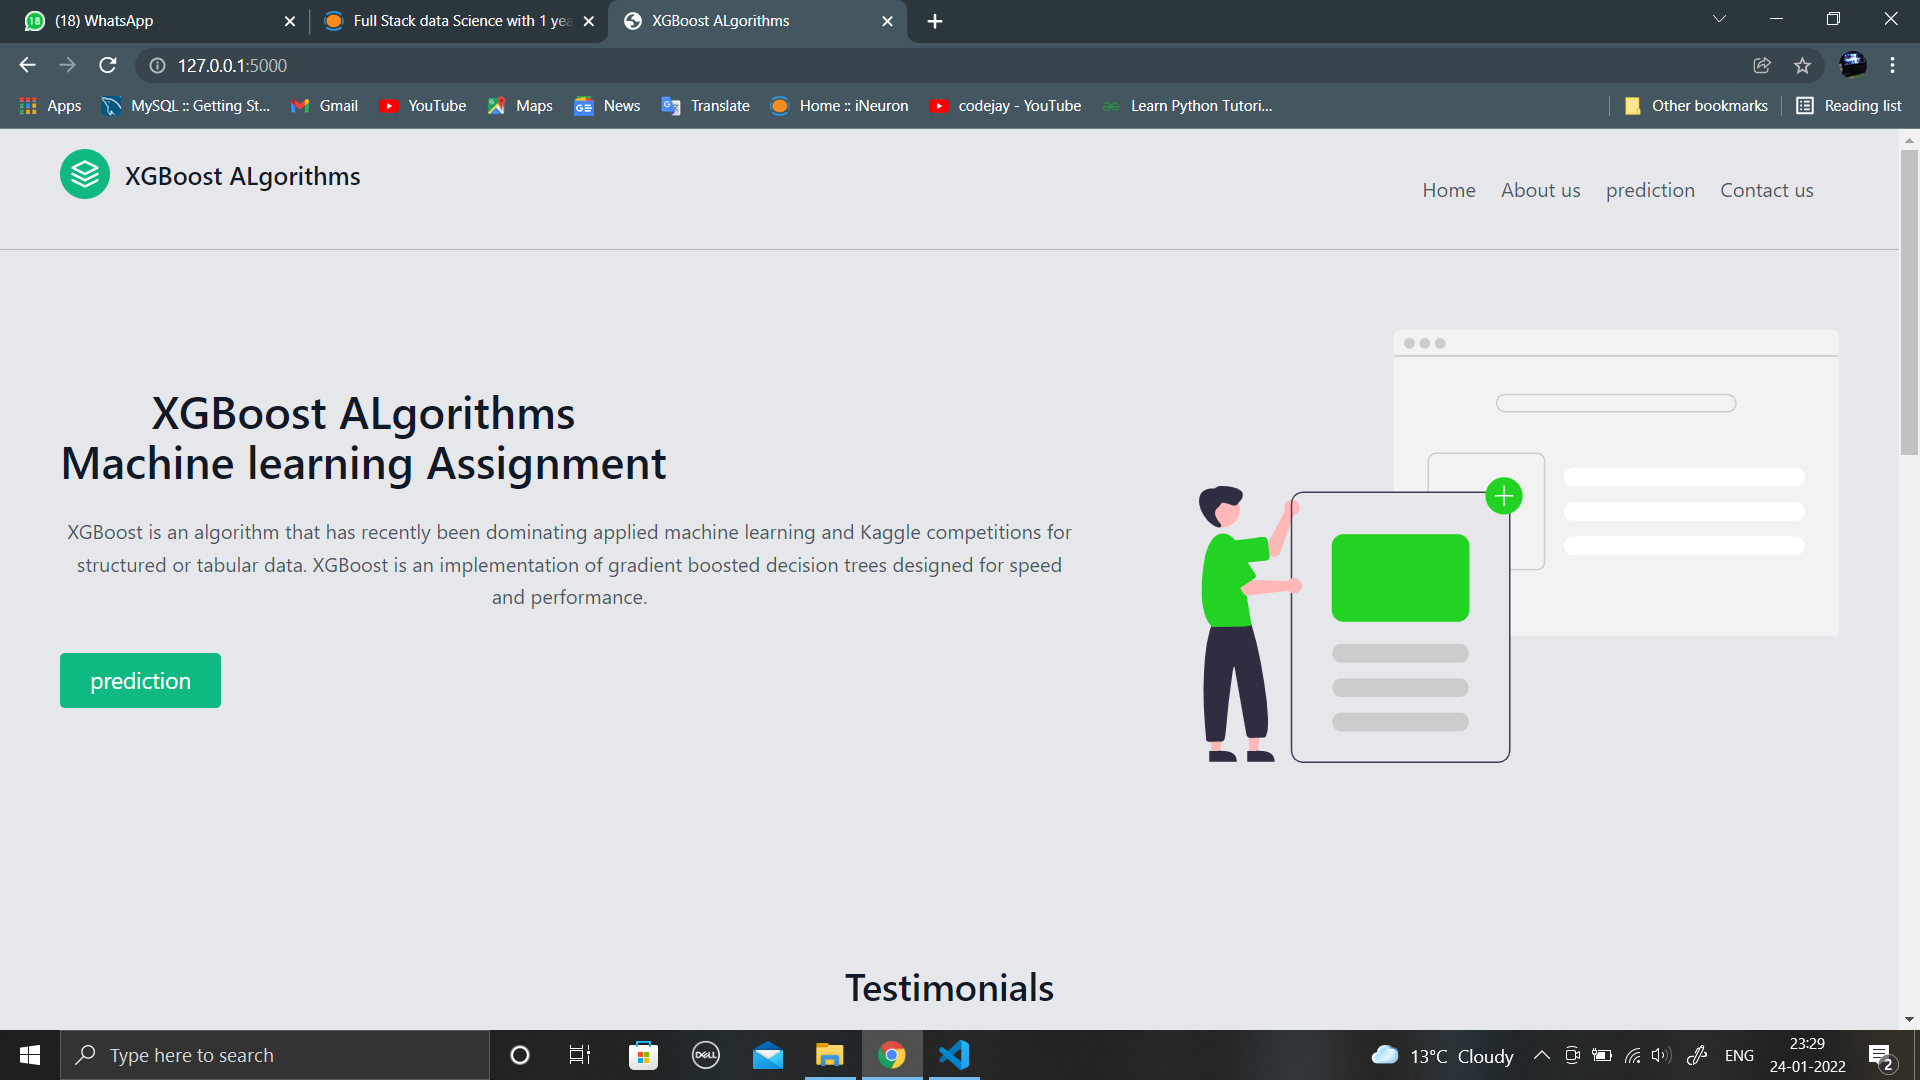 (18) WhatsApp
Full Stack data Science with 1 yea
XGBoost ALgorithms
127.0.0.1:5000
Apps
MySQL :: Getting St...
Gmail
YouTube
Maps
News
Translate
Home :: iNeuron
codejay - YouTube
Learn Python Tutori...
Other bookmarks
Reading list
XGBoost ALgorithms
Home
About us
prediction
Contact us
XGBoost ALgorithms
Machine learning Assignment
XGBoost is an algorithm that has recently been dominating applied machine learning and Kaggle competitions for
structured or tabular data. XGBoost is an implementation of gradient boosted decision trees designed for speed
and performance.
prediction
Testimonials
Type here to search
DELL
13°C Cloudy
ENG
23:29
24-01-2022
2